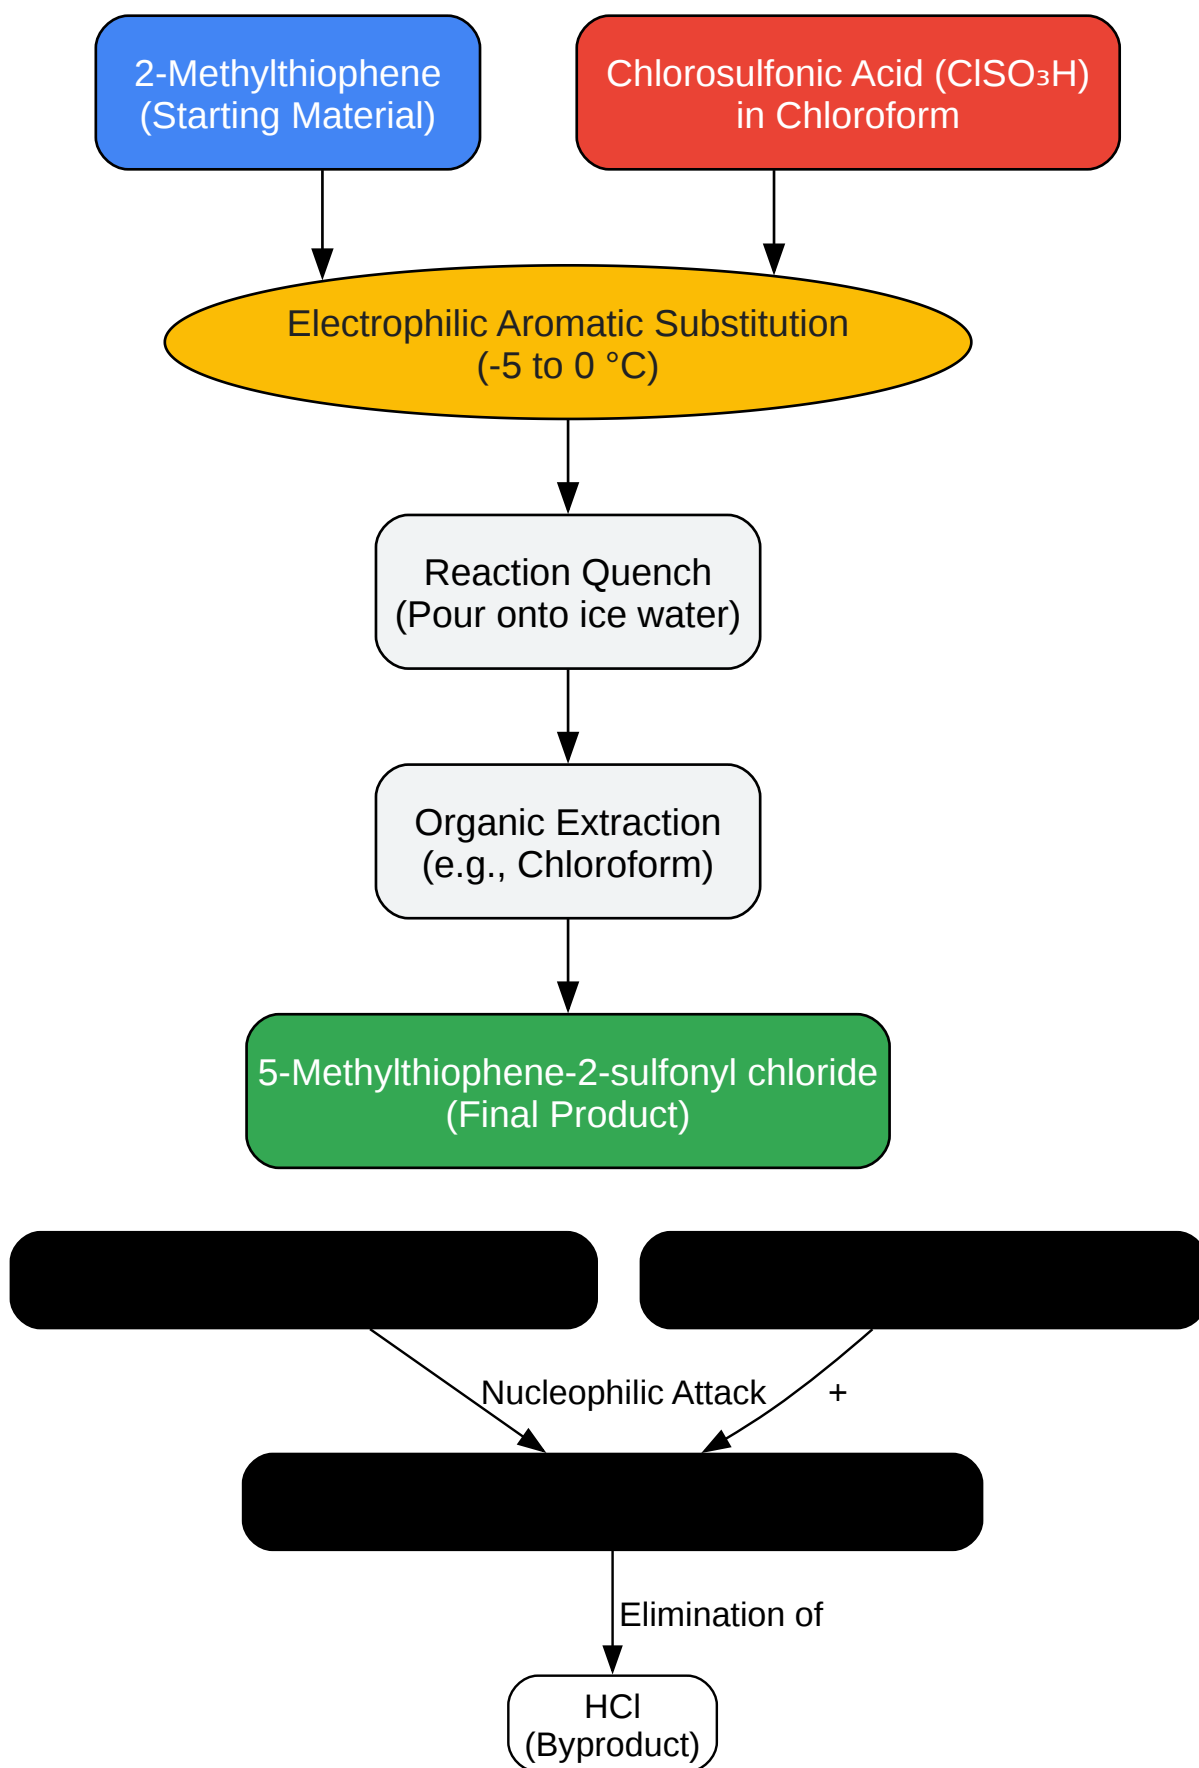 2-Methylthiophene
(Starting Material)
Chlorosulfonic Acid (ClSO₃H)
in Chloroform
Electrophilic Aromatic Substitution
(-5 to 0 °C)
Reaction Quench
(Pour onto ice water)
Organic Extraction
(e.g., Chloroform)
5-Methylthiophene-2-sulfonyl chloride
(Final Product)
Nucleophilic Attack
+
Elimination of
HCl
(Byproduct)